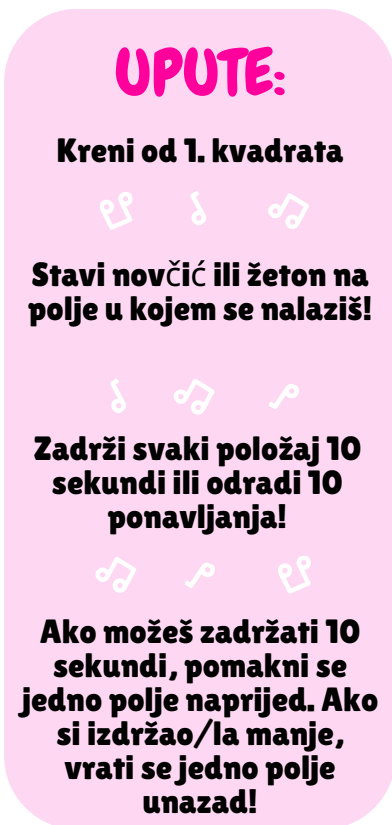 UPUTE:
Kreni od 1. kvadrata
Stavi novčić ili žeton na
polje u kojem se nalaziš!
Zadrži svaki položaj 10
sekundi ili odradi 10
ponavljanja!
Ako možeš zadržati 10
sekundi, pomakni se
jedno polje naprijed. Ako
si izdržao/la manje,
vrati se jedno polje
unazad!